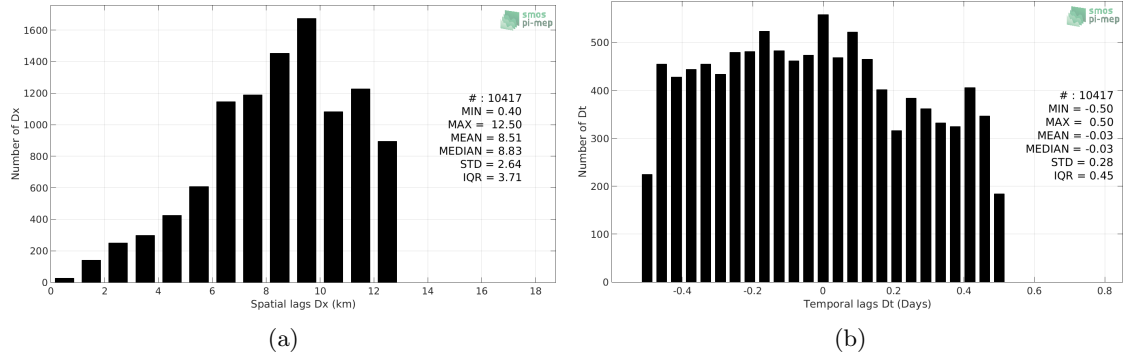 smos
pi-mep
1600
1400
1200
1000
800
600
400
200
0
Number of Dx
# : 10417
MIN = 0.40
MAX = 12.50
MEAN = 8.51
MEDIAN = 8.83
STD = 2.64
IQR = 3.71
0 2 4 6 8 10 12 14 16 18
Spatial lags Dx (km)
(a)
smos
pi-mep
500
400
300
200
100
0
Number of Dt
# : 10417
MIN = -0.50
MAX = 0.50
MEAN = -0.03
MEDIAN = -0.03
STD = 0.28
IQR = 0.45
-0.4 -0.2 0 0.2 0.4 0.6 0.8
Temporal lags Dt (Days)
(b)